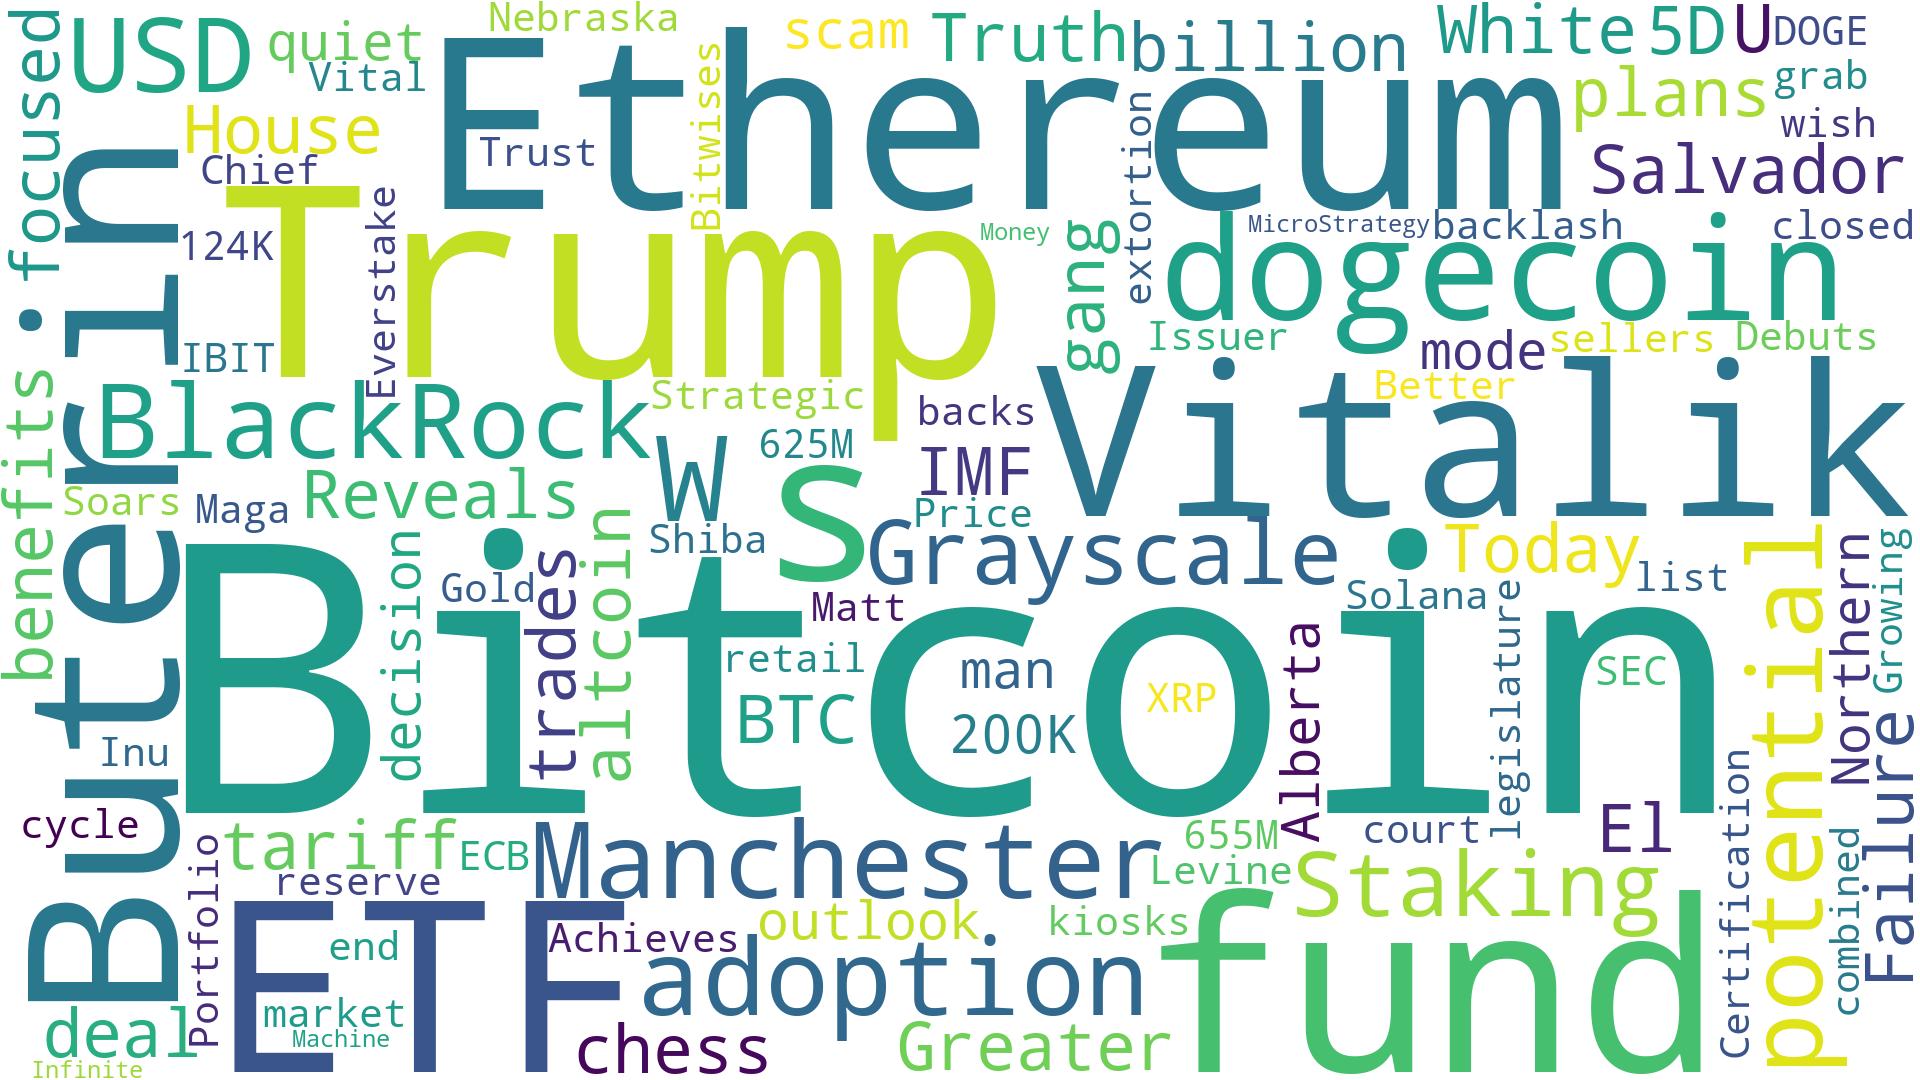 Nebraska
scam
Truth
billion
White
5D
U
DOGE
USD
quiet
Vital
Ethereum
plans
grab
wish
focused
House
Chief
Trust
Bitwises
extortion
Salvador
Trump
124K
Everstake
Money
gang
MicroStrategy
backlash
closed
dogecoin
Issuer
mode
sellers
Debuts
IBIT
BlackRock
Strategic
backs
Better
Vitalik
625M
W
s
IMF
Price
benefits
•
Buterin
Soars
Maga
Reveals
Shiba
Grayscale
Today
list
Gold
decision
trades
altcoin
Matt
Solana
Bitcoin
retail
man
BTC
200K
XRP
SEC
Alberta
legislature
potential
Northern
Growing
Inu
cycle
tariff
ECB
Manchester
655M
Levine
court
El
Failure
Portfolio
reserve
Staking
Certification
combined
ETF
Achieves
outlook
kiosks
fund
end
adoption
market
Machine
deal
chess
Greater
Infinite